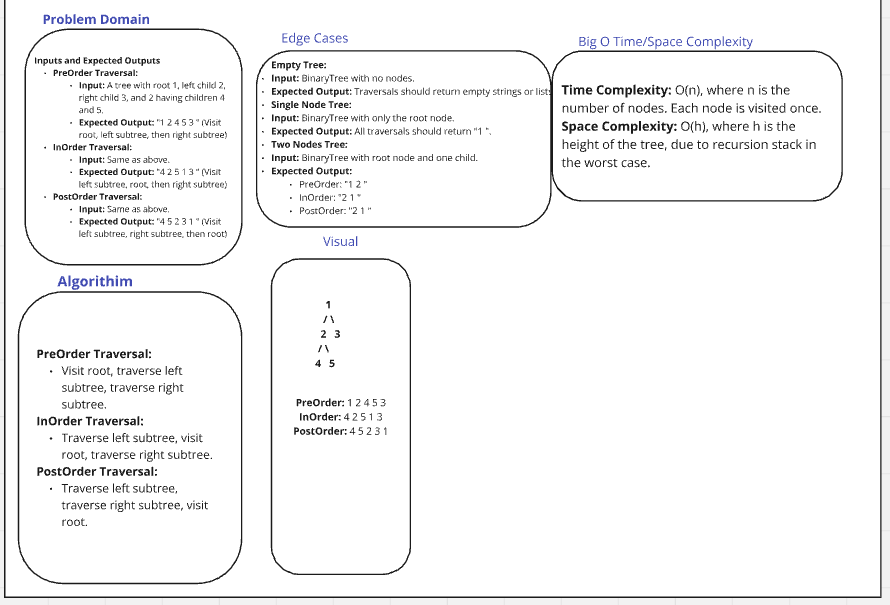 Problem Domain
Inputs and Expected Outputs
• PreOrder Traversal:
• Input: A tree with root 1, left child 2,
right child 3, and 2 having children 4
and 5.
• Expected Output: "1 2 4 5 3 " (Visit
root, left subtree, then right subtree)
• InOrder Traversal:
• Input: Same as above.
• Expected Output: "4 2 5 1 3 " (Visit
left subtree, root, then right subtree)
• PostOrder Traversal:
• Input: Same as above.
• Expected Output: "4 5 2 3 1 " (Visit
left subtree, right subtree, then root)
Edge Cases
Empty Tree:
• Input: BinaryTree with no nodes.
• Expected Output: Traversals should return empty strings or lists
• Single Node Tree:
• Input: BinaryTree with only the root node.
• Expected Output: All traversals should return "1 ".
• Two Nodes Tree:
• Input: BinaryTree with root node and one child.
• Expected Output:
• PreOrder: "1 2 "
• InOrder: "2 1 "
• PostOrder: "2 1 "
Big O Time/Space Complexity
Time Complexity: O(n), where n is the
number of nodes. Each node is visited once.
Space Complexity: O(h), where h is the
height of the tree, due to recursion stack in
the worst case.
Algorithim
PreOrder Traversal:
• Visit root, traverse left
subtree, traverse right
subtree.
InOrder Traversal:
• Traverse left subtree, visit
root, traverse right subtree.
PostOrder Traversal:
• Traverse left subtree,
traverse right subtree, visit
root.
Visual
1
/ \
2 3
/ \
4 5
PreOrder: 1 2 4 5 3
InOrder: 4 2 5 1 3
PostOrder: 4 5 2 3 1